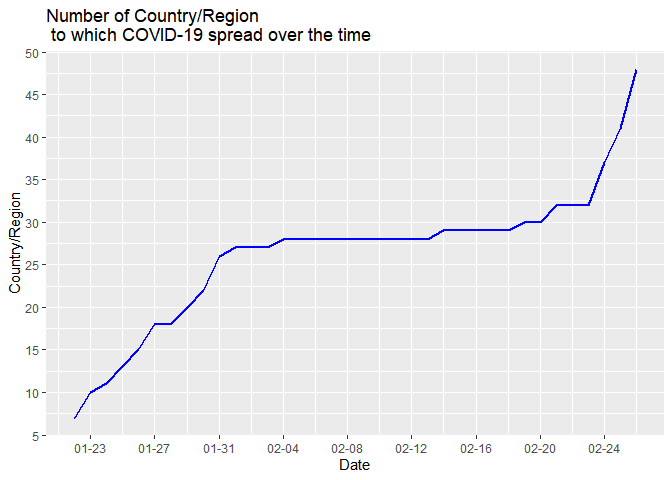 Number of Country/Region
to which COVID-19 spread over the time
50
45
40
35
30
25
20
15
10
5
Country/Region
01-23 01-27 01-31 02-04 02-08 02-12 02-16 02-20 02-24
Date